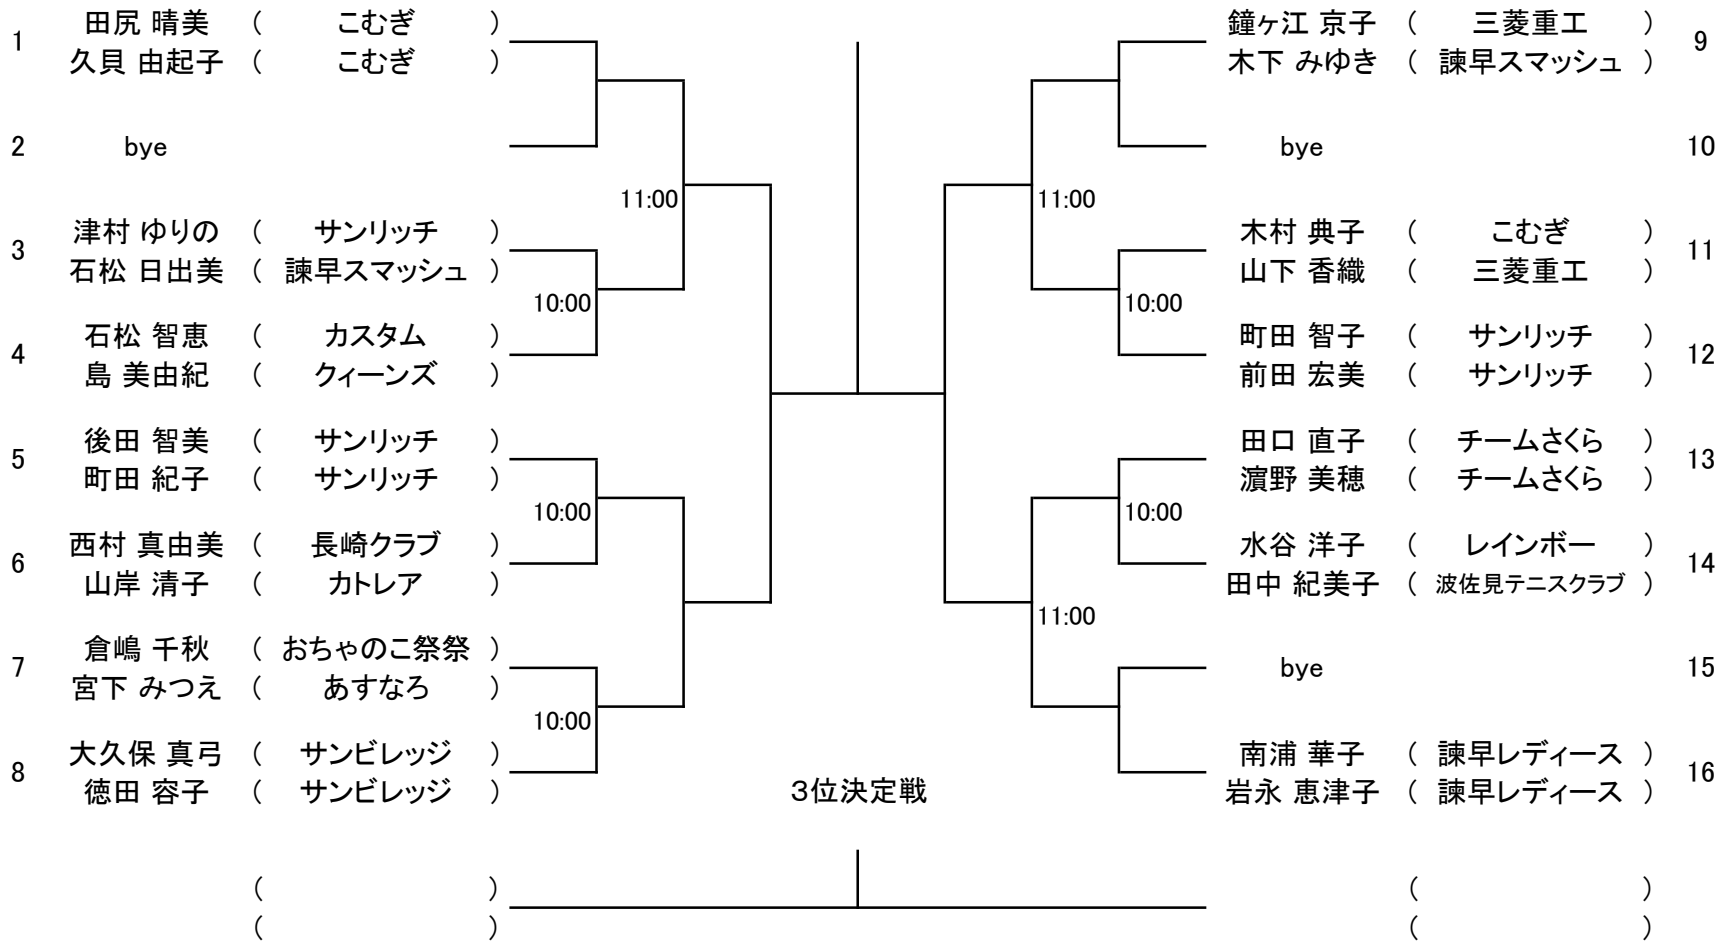 1
田尻 晴美 ( こむぎ )
久貝 由起子 ( こむぎ )
2 bye
11:00
3
津村 ゆりの ( サンリッチ )
石松 日出美 ( 諫早スマッシュ )
10:00
4
石松 智恵 ( カスタム )
島 美由紀 ( クィーンズ )
5
後田 智美 ( サンリッチ )
町田 紀子 ( サンリッチ )
10:00
6
西村 真由美 ( 長崎クラブ )
山岸 清子 ( カトレア )
7
倉嶋 千秋 ( おちゃのこ祭祭 )
宮下 みつえ ( あすなろ )
10:00
8
大久保 真弓 ( サンビレッジ )
徳田 容子 ( サンビレッジ )
鐘ヶ江 京子 ( 三菱重工 )
木下 みゆき ( 諫早スマッシュ )
9
bye 10
11:00
木村 典子 ( こむぎ )
山下 香織 ( 三菱重工 )
11
10:00
町田 智子 ( サンリッチ )
前田 宏美 ( サンリッチ )
12
田口 直子 ( チームさくら )
濵野 美穂 ( チームさくら )
13
10:00
水谷 洋子 ( レインボー )
田中 紀美子 ( 波佐見テニスクラブ )
14
11:00
bye 15
南浦 華子 ( 諫早レディース )
岩永 恵津子 ( 諫早レディース )
16
3位決定戦
( )
( )
( )
( )